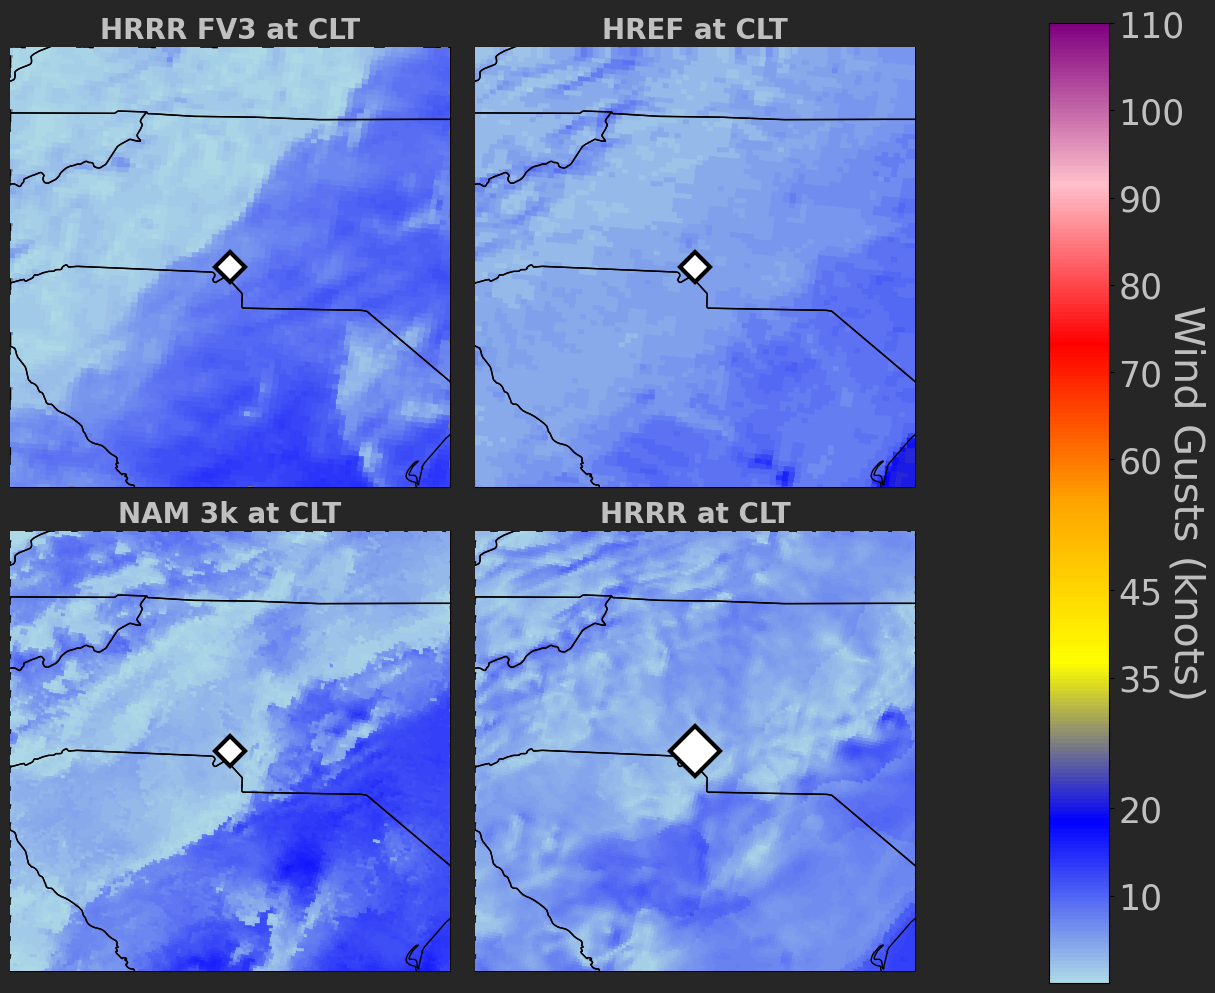 HRRR FV3 at CLT
HREF at CLT
NAM 3k at CLT
HRRR at CLT
110
100
90
80
70
60
45
35
20
10
Wind Gusts (knots)